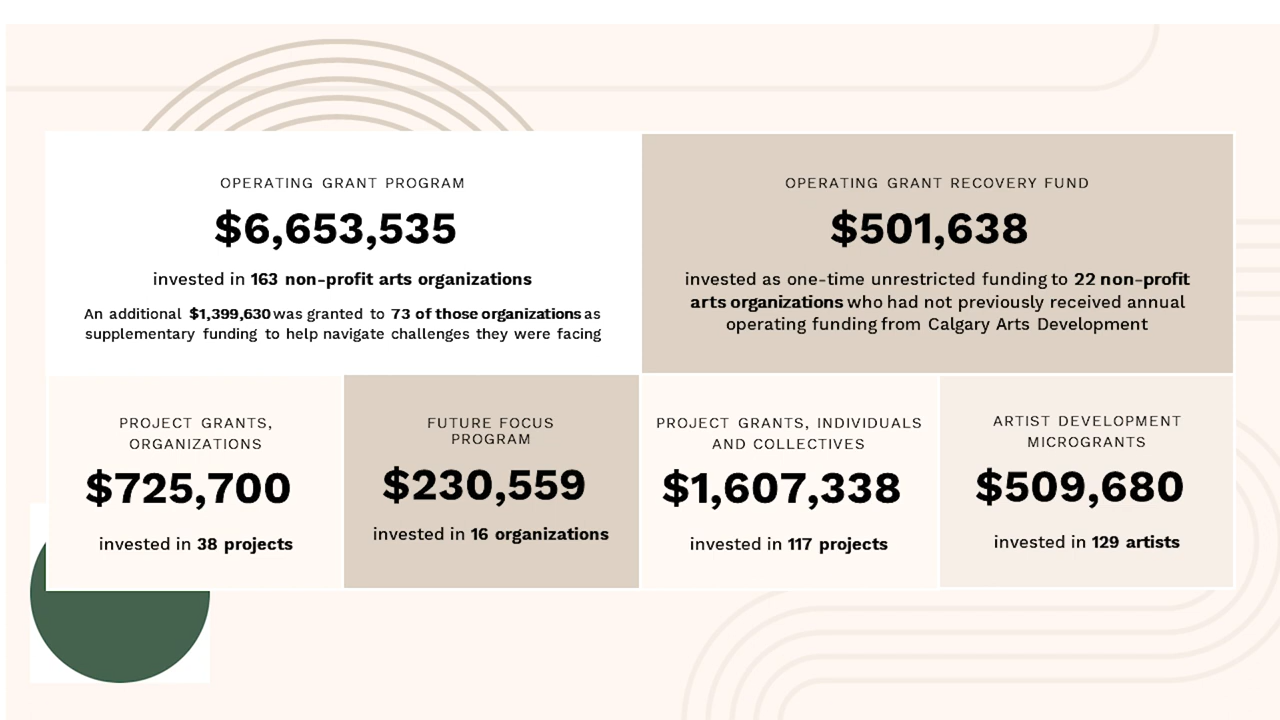 OPERATING GRANT PROGRAM
$6,653,535
invested in 163 non-profit arts organizations
An additional $1,399,630 was granted to 73 of those organizations as
supplementary funding to help navigate challenges they were facing
OPERATING GRANT RECOVERY FUND
$501,638
invested as one-time unrestricted funding to 22 non-profit
arts organizations who had not previously received annual
operating funding from Calgary Arts Development
PROJECT GRANTS,
ORGANIZATIONS
$725,700
invested in 38 projects
FUTURE FOCUS
PROGRAM
$230,559
invested in 16 organizations
PROJECT GRANTS, INDIVIDUALS
AND COLLECTIVES
$1,607,338
invested in 117 projects
ARTIST DEVELOPMENT
MICROGRANTS
$509,680
invested in 129 artists